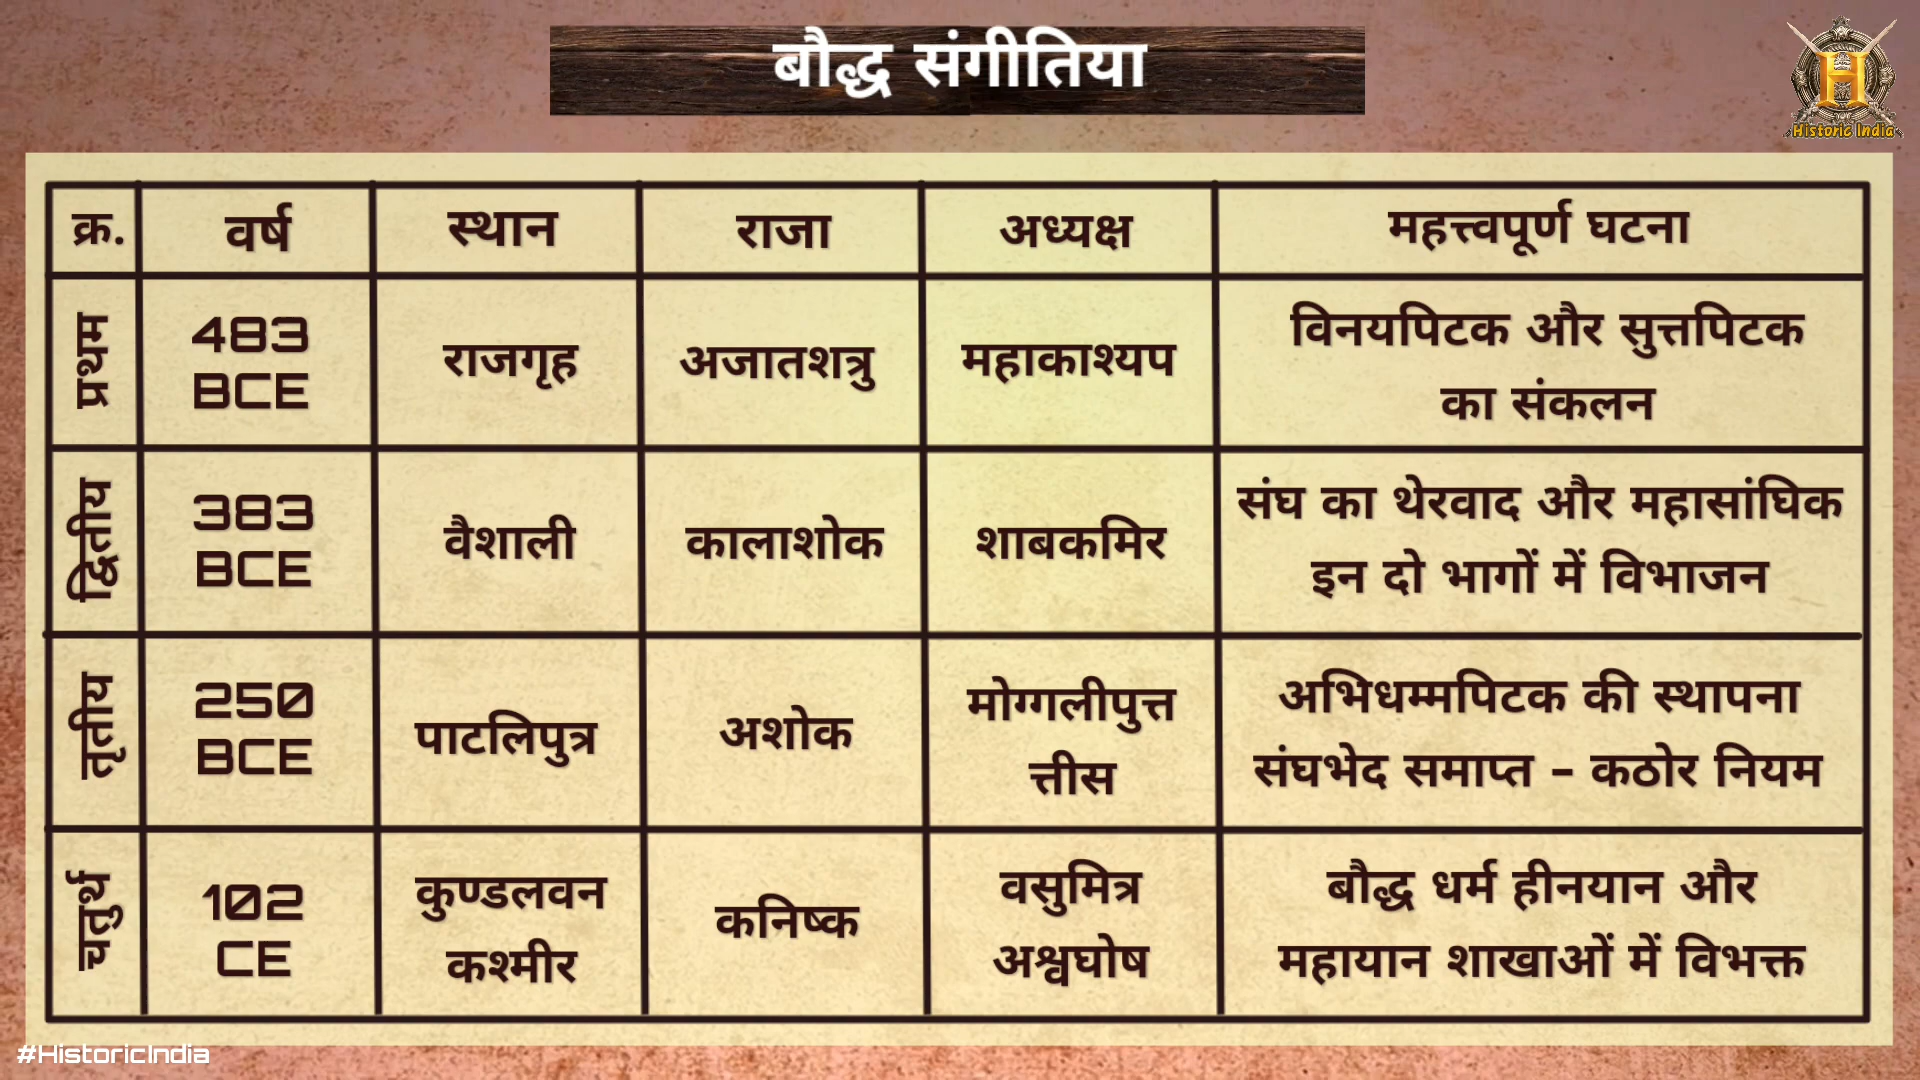 बौद्ध संगीतिया
Historic India
क्र. वर्ष स्थान राजा अध्यक्ष महत्त्वपूर्ण घटना
प्रथम
483
BCE
राजगृह
अजातशत्रु
महाकाश्यप
विनयपिटक और सुत्तपिटक
का संकलन
द्वितीय
383
BCE
वैशाली
कालाशोक
शाबकमिर
संघ का थेरवाद और महासांघिक
इन दो भागों में विभाजन
तृतीय
250
BCE
पाटलिपुत्र
अशोक
मोग्गलीपुत्त
त्तीस
अभिधम्मपिटक की स्थापना
संघभेद समाप्त - कठोर नियम
चतुर्थ
102
CE
कुण्डलवन
कश्मीर
कनिष्क
वसुमित्र
अश्वघोष
बौद्ध धर्म हीनयान और
महायान शाखाओं में विभक्त
#HistoricIndia